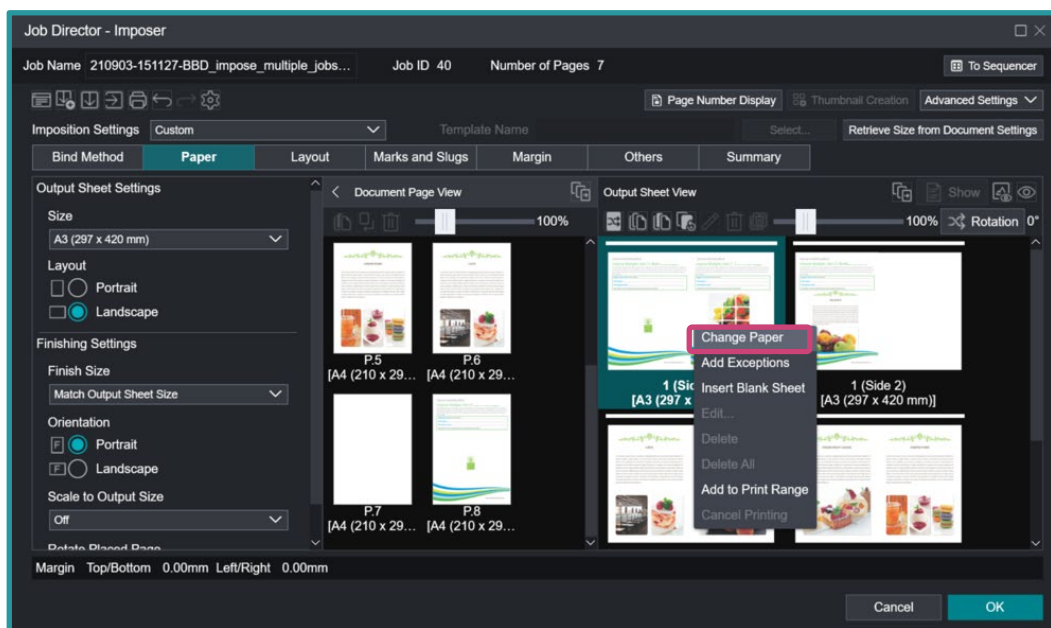 Job Director - Imposer
Job Name 210903-151127-BBD_impose_multiple_jobs... Job ID 40 Number of Pages 7 To Sequencer
Page Number Display Thumbnail Creation Advanced Settings
Imposition Settings Custom Template Name Select... Retrieve Size from Document Settings
Bind Method Paper Layout Marks and Slugs Margin Others Summary
Output Sheet Settings
Size
A3 (297 x 420 mm)
Layout
Portrait
Landscape
Finishing Settings
Finish Size
Match Output Sheet Size
Orientation
F Portrait
F Landscape
Scale to Output Size
Off
Rotate Placed Page
Document Page View
100%
P.5 P.6
[A4 (210 x 29... [A4 (210 x 29...
P.7 P.8
[A4 (210 x 29... [A4 (210 x 29...
Output Sheet View Show
100% Rotation 0°
1 (Sid 1 (Side 2)
[A3 (297 x [A3 (297 x 420 mm)]
Change Paper
Add Exceptions
Insert Blank Sheet
Edit...
Delete
Delete All
Add to Print Range
Cancel Printing
Margin Top/Bottom 0.00mm Left/Right 0.00mm
Cancel OK